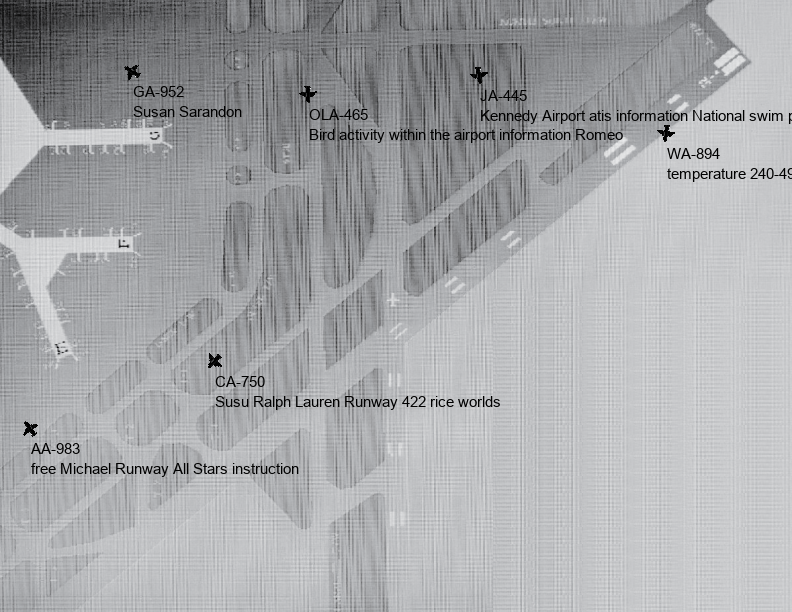 GA-952
Susan Sarandon
OLA-465
Bird activity within the airport information Romeo
JA-445
Kennedy Airport atis information National swim p
WA-894
temperature 240-49
CA-750
Susu Ralph Lauren Runway 422 rice worlds
AA-983
free Michael Runway All Stars instruction